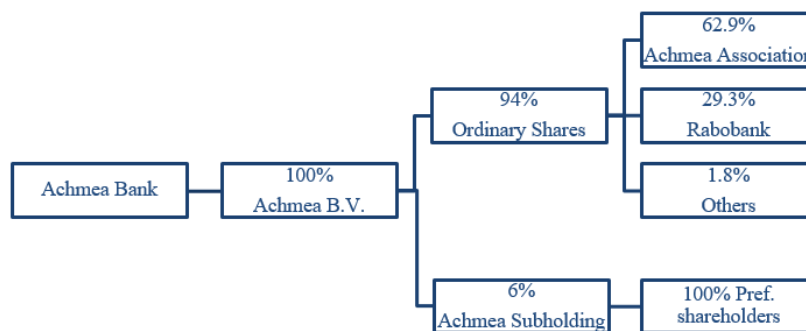 62.9%
Achmea Association
94%
Ordinary Shares
29.3%
Rabobank
Achmea Bank
100%
Achmea B.V.
1.8%
Others
6%
Achmea Subholding
100% Pref.
shareholders